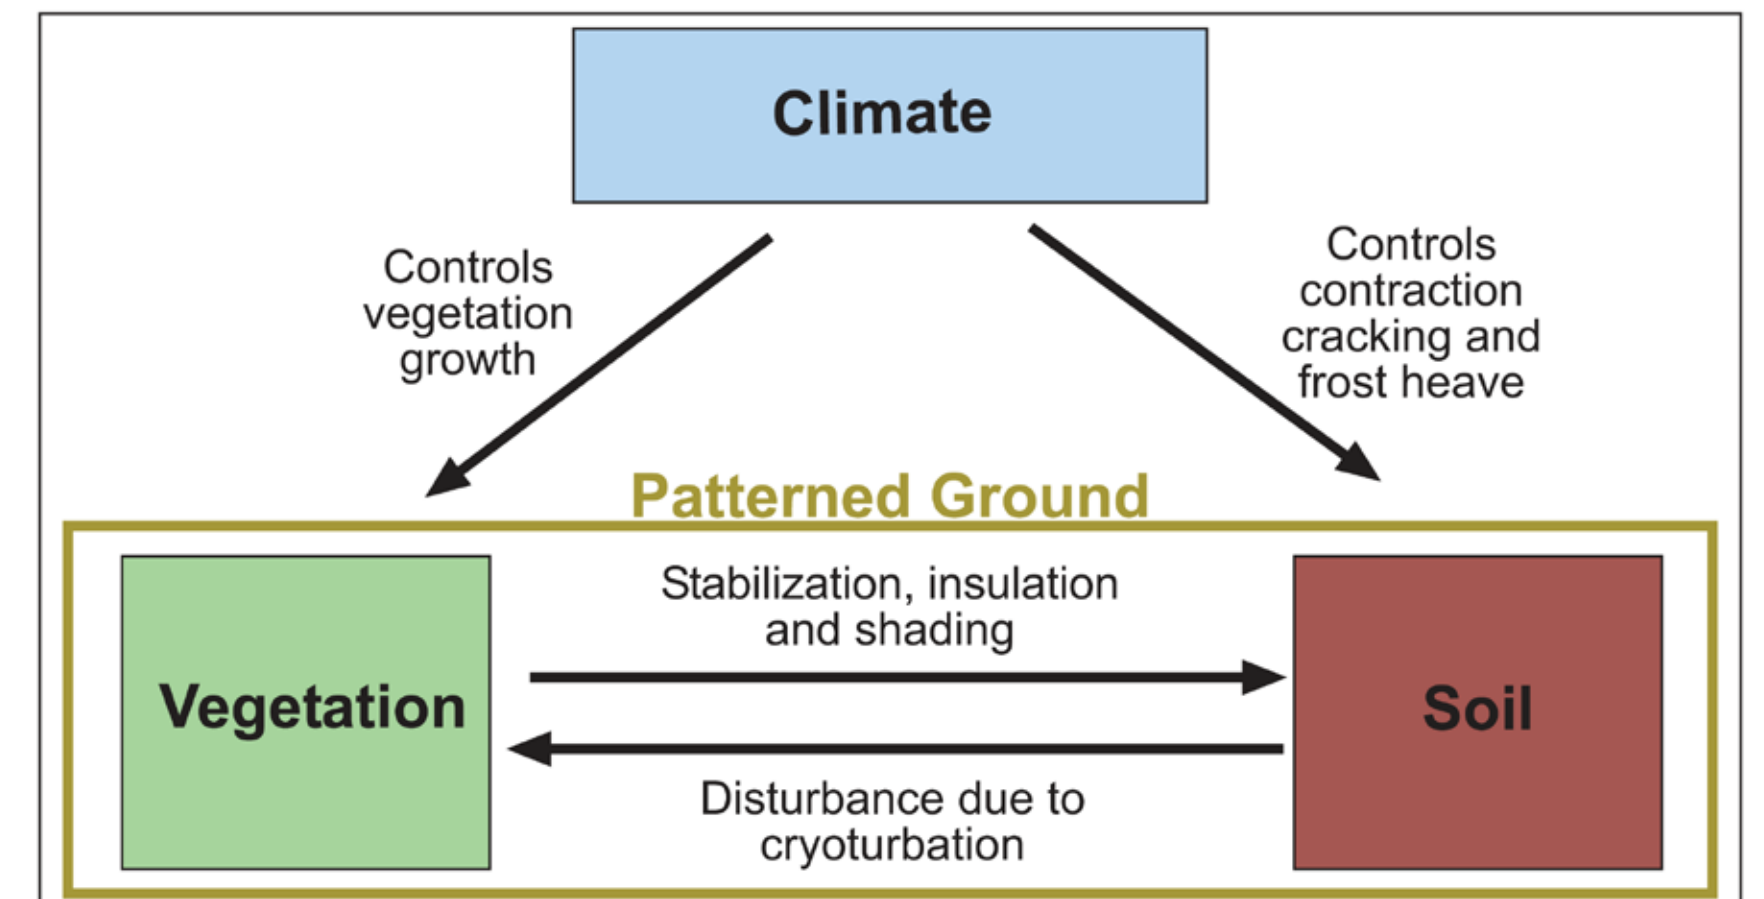 Climate
Controls
vegetation
growth
Controls
contraction
cracking and
frost heave
Patterned Ground
Stabilization, insulation
and shading
Vegetation
Soil
Disturbance due to
cryoturbation